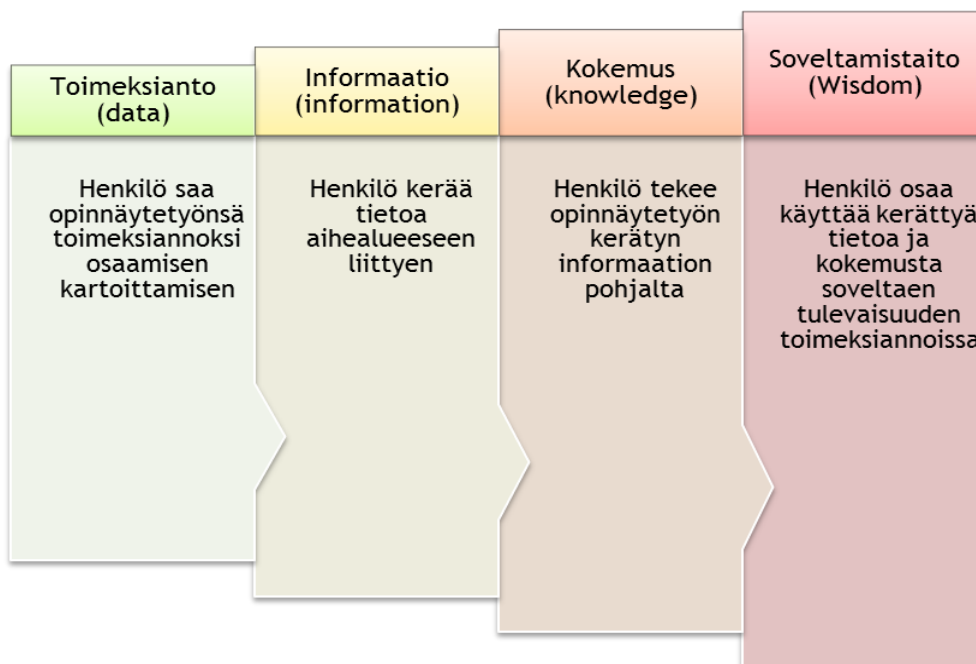 Toimeksianto
(data)
Henkilö saa
opinnäytetyönsä
toimeksiannoksi
osaamisen
kartoittamisen
Informaatio
(information)
Henkilö kerää
tietoa
aihealueeseen
liittyen
Kokemus
(knowledge)
Henkilö tekee
opinnäytetyön
kerätyn
informaation
pohjalta
Soveltamistaito
(Wisdom)
Henkilö osaa
käyttää kerättyä
tietoa ja
kokemusta
soveltaen
tulevaisuuden
toimeksiannoissa